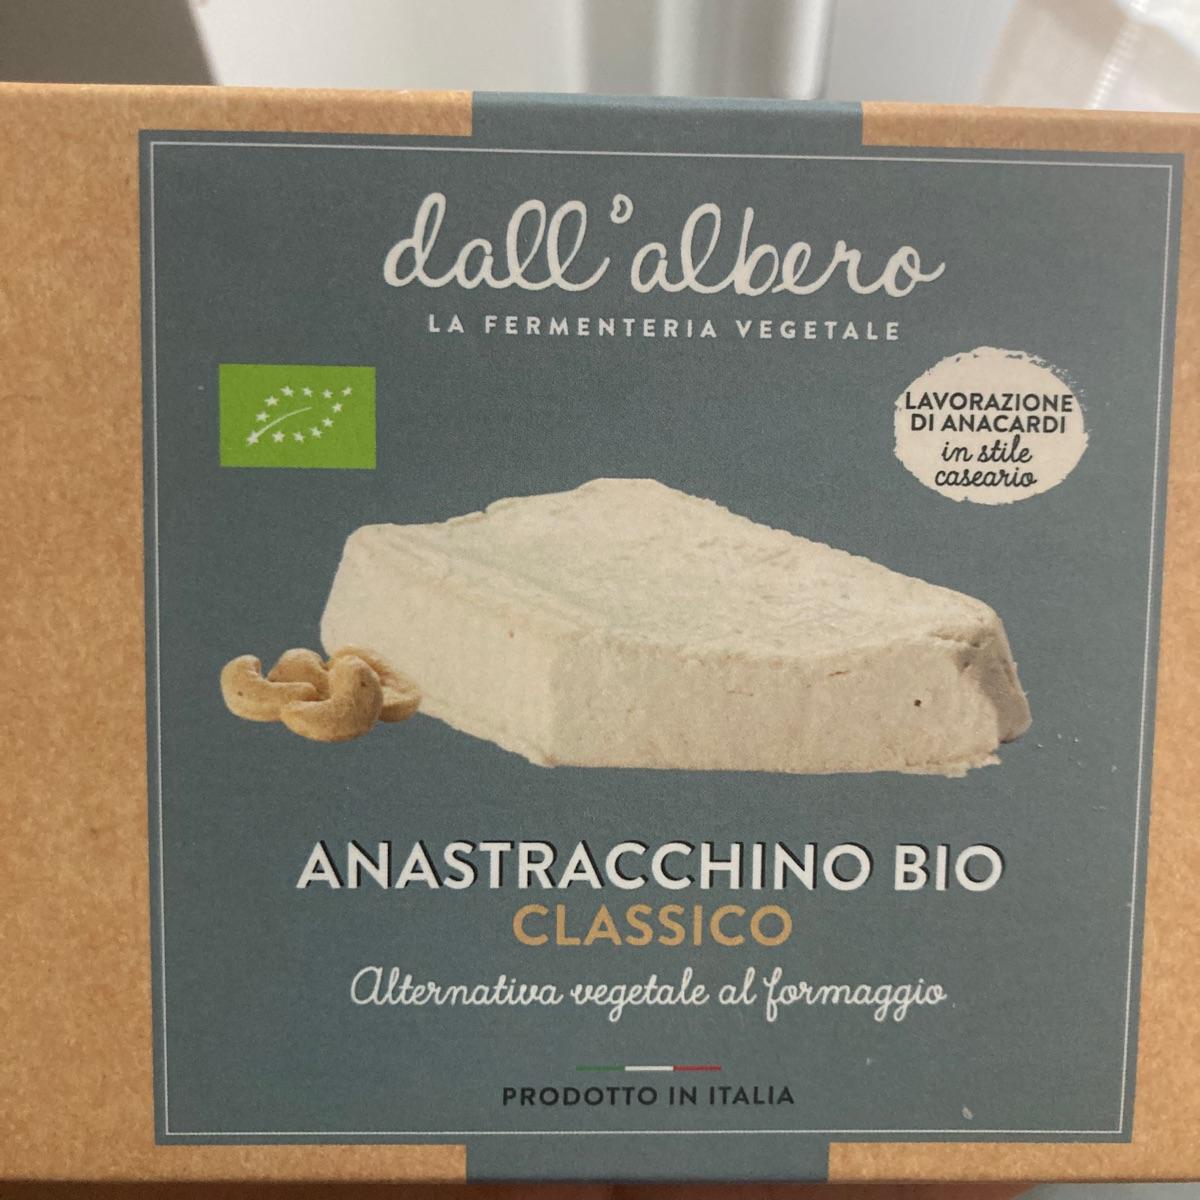 dall'albero
LA FERMENTERIA VEGETALE
LAVORAZIONE
DI ANACARDI
in stile
caseario
ANASTRACCHINO BIO
CLASSICO
Alternativa vegetale al formaggio
PRODOTTO IN ITALIA